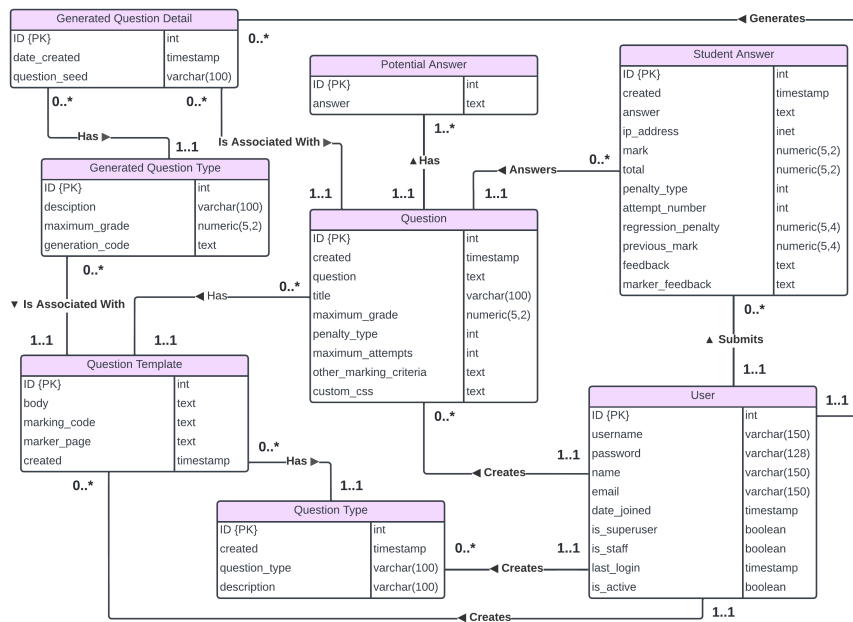 Generated Question Detail
ID {PK} int
date_created timestamp
question_seed varchar(100)
0..*
◄ Generates
0..*
0..*
Has ►
1..1
Is Associated With ►
1..1
Potential Answer
ID {PK} int
answer text
1..*
▲Has
1..1
Student Answer
ID {PK} int
created timestamp
answer text
ip_address inet
mark numeric(5,2)
total numeric(5,2)
penalty_type int
attempt_number int
regression_penalty numeric(5,4)
previous_mark numeric(5,4)
feedback text
marker_feedback text
◄ Answers
0..*
1..1
Generated Question Type
ID {PK} int
desciption varchar(100)
maximum_grade numeric(5,2)
generation_code text
0..*
▼ Is Associated With
1..1
Question
ID {PK} int
created timestamp
question text
title varchar(100)
maximum_grade numeric(5,2)
penalty_type int
maximum_attempts int
other_marking_criteria text
custom_css text
0..*
◄ Has
1..1
0..*
▲ Submits
1..1
Question Template
ID {PK} int
body text
marking_code text
marker_page text
created timestamp
0..*
Has ►
1..1
0..*
0..*
1..1
◄ Creates
User
ID {PK} int
username varchar(150)
password varchar(128)
name varchar(150)
email varchar(150)
date_joined timestamp
is_superuser boolean
is_staff boolean
last_login timestamp
is_active boolean
1..1
Question Type
ID {PK} int
created timestamp
question_type varchar(100)
description varchar(100)
0..*
1..1
◄ Creates
◄ Creates
1..1